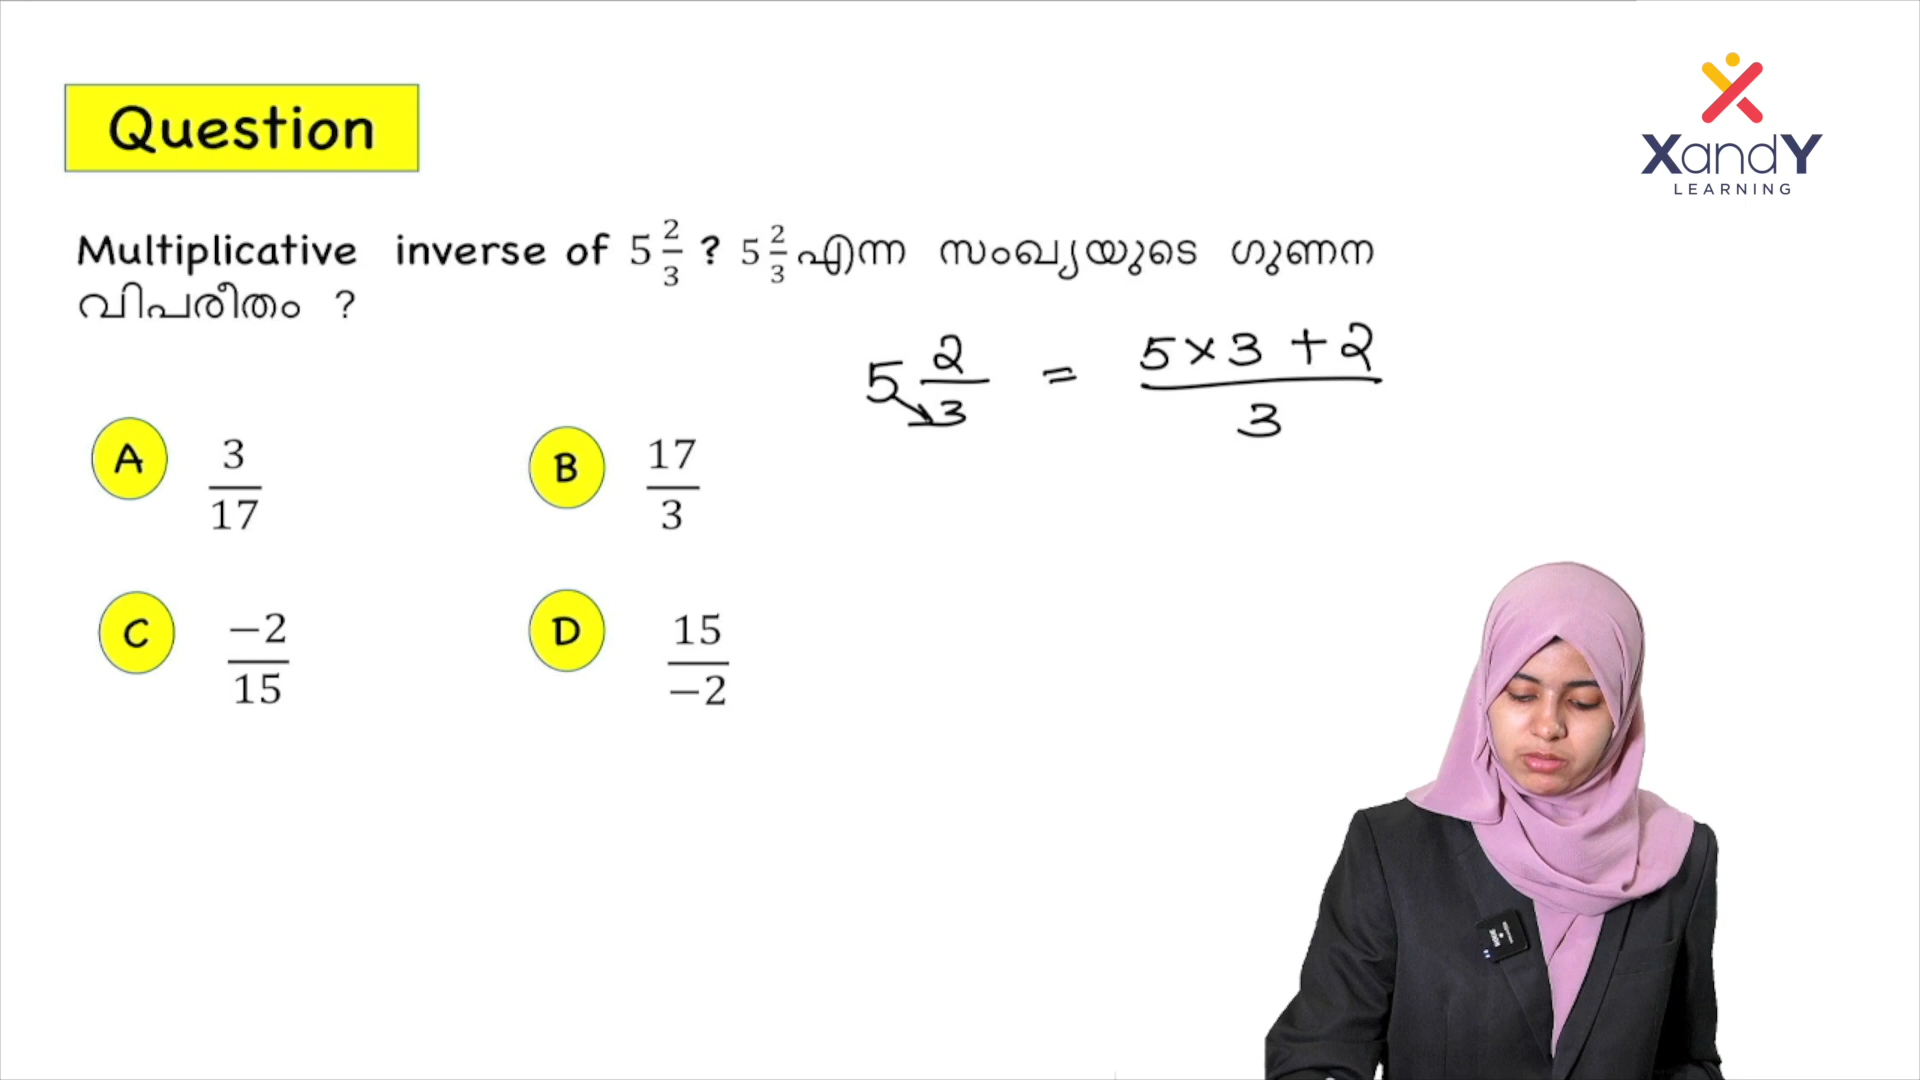 Question
XandY
LEARNING
Multiplicative inverse of 5 2/3 ? 5 2/3 എന്ന സംഖ്യയുടെ ഗുണന
വിപരീതം ?
5 2/3 = (5×3+2)/3
A 3/17
B 17/3
C −2/15
D 15/−2